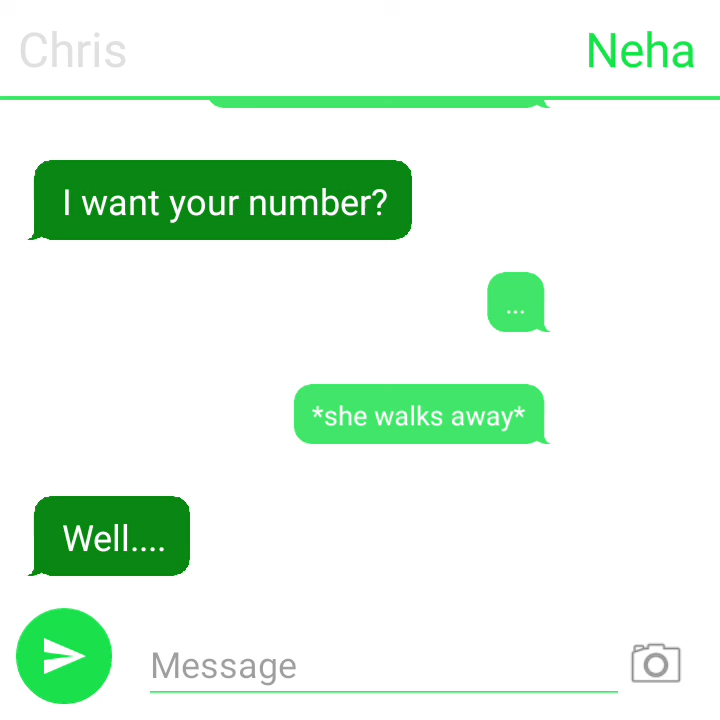 Chris
Neha
I want your number?
...
*she walks away*
Well....
Message